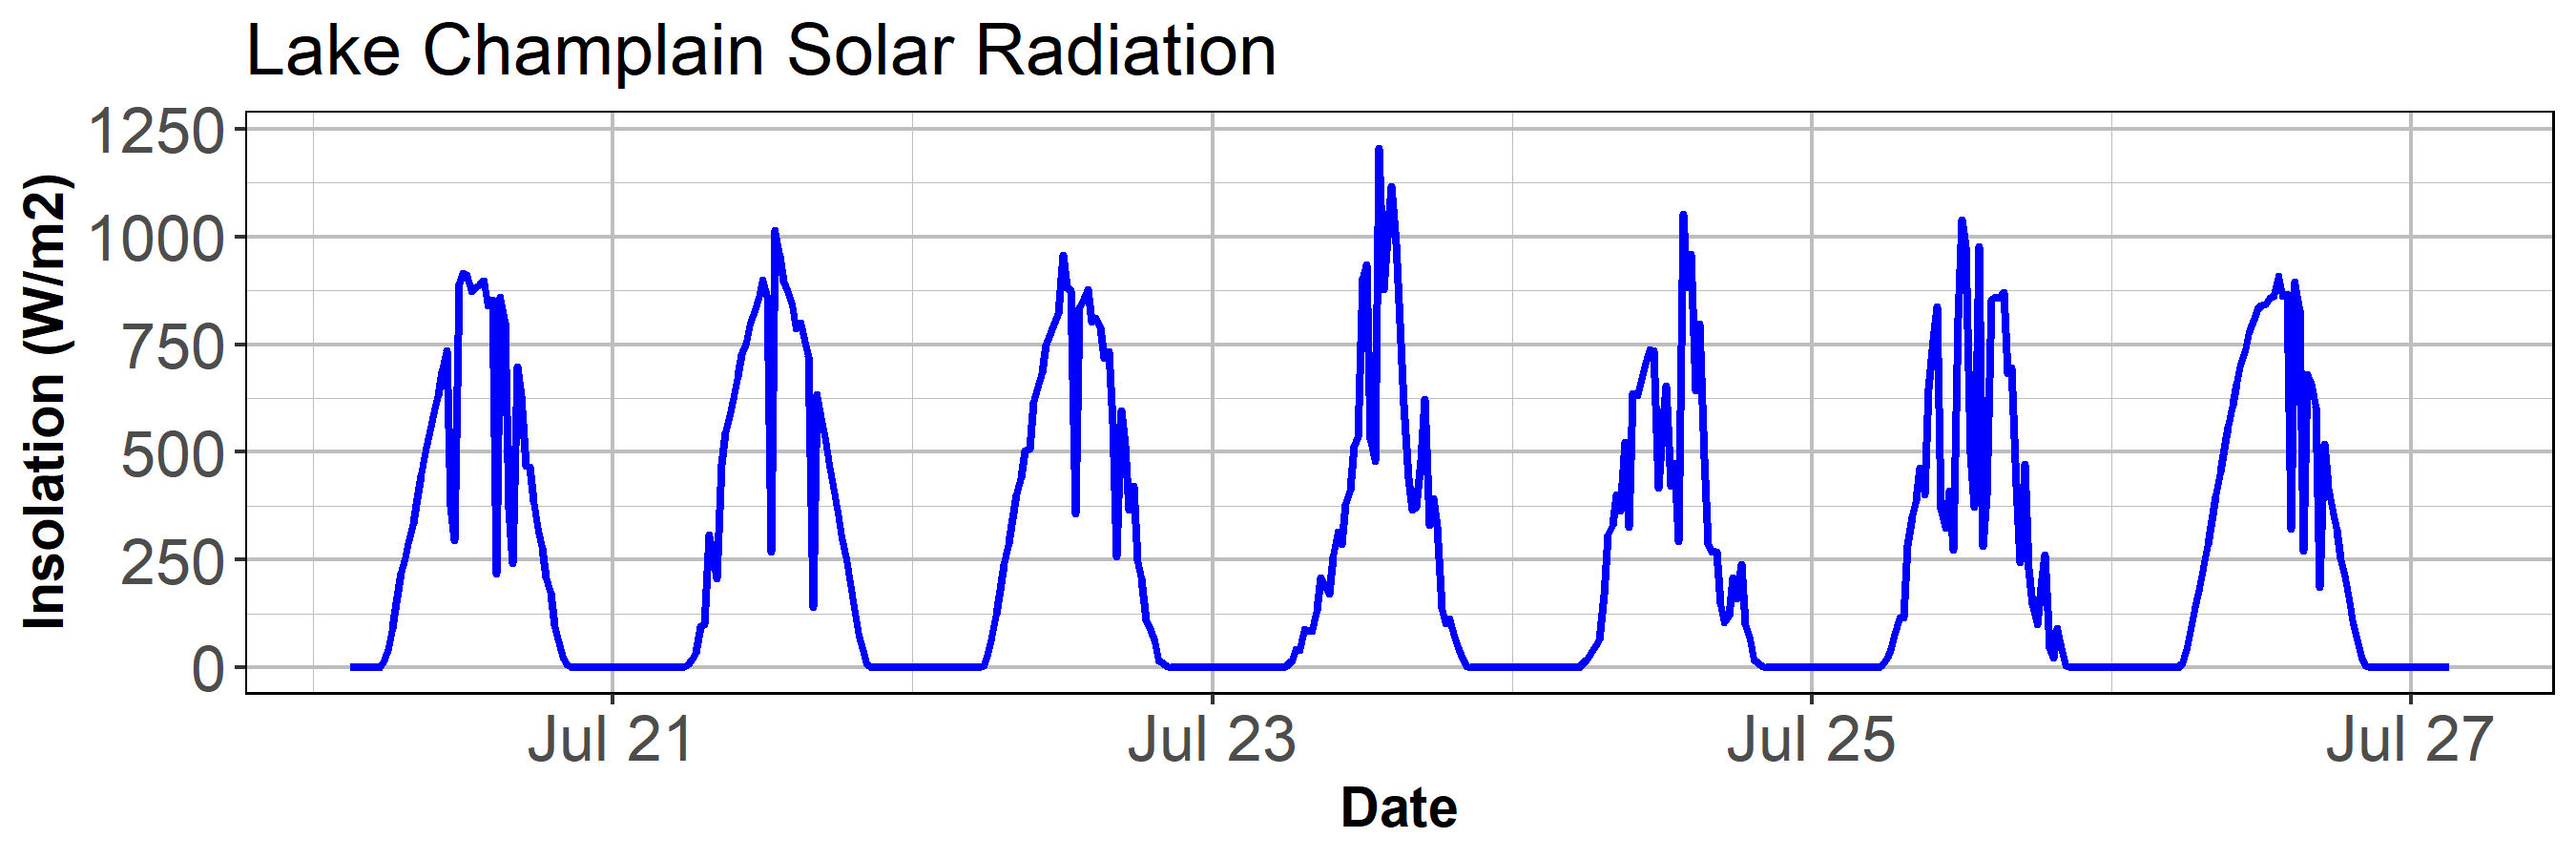 Lake Champlain Solar Radiation
1250
1000
750
500
250
0
Insolation (W/m2)
Jul 21
Jul 23
Jul 25
Jul 27
Date